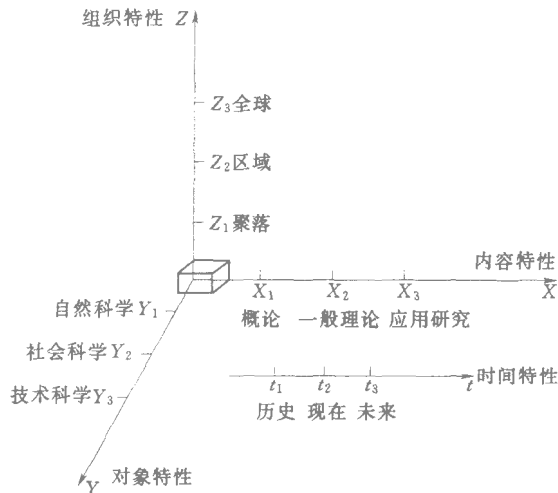 组织特性 Z
Z3全球
Z2区域
Z1聚落
内容特性
X1 X2 X3 X
概论 一般理论 应用研究
自然科学Y1
社会科学Y2
技术科学Y3
t1 t2 t3 t 时间特性
历史 现在 未来
Y 对象特性